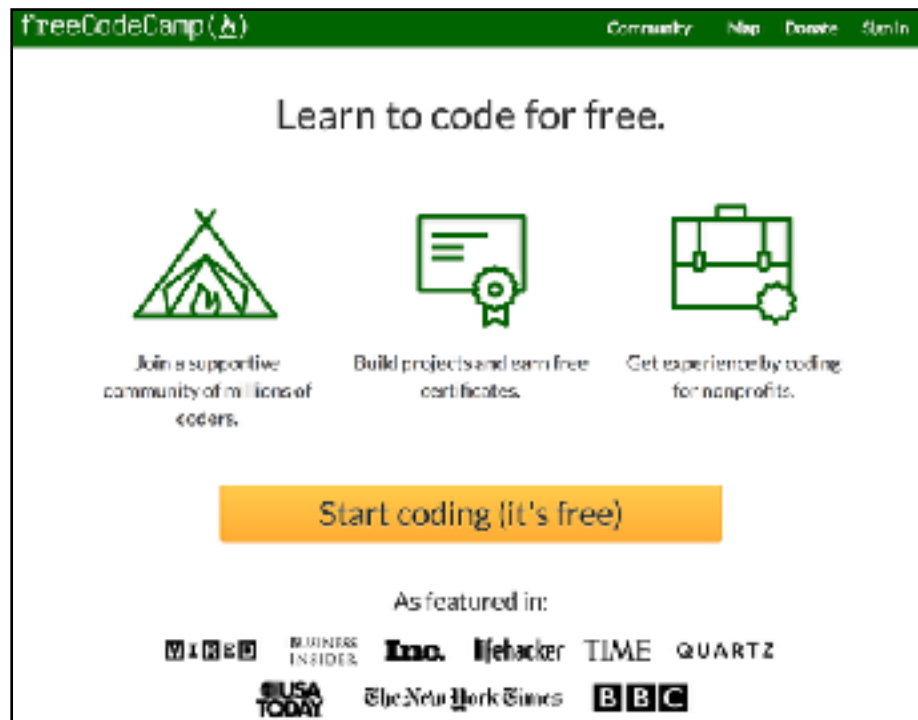 freeCodeCamp(🔥)
Community Map Donate Sign In
Learn to code for free.
Join a supportive
community of millions of
coders.
Build projects and earn free
certificates.
Get experience by coding
for nonprofits.
Start coding (it's free)
As featured in:
WIRED BUSINESS INSIDER Inc. lifehacker TIME QUARTZ
USA TODAY The New York Times BBC